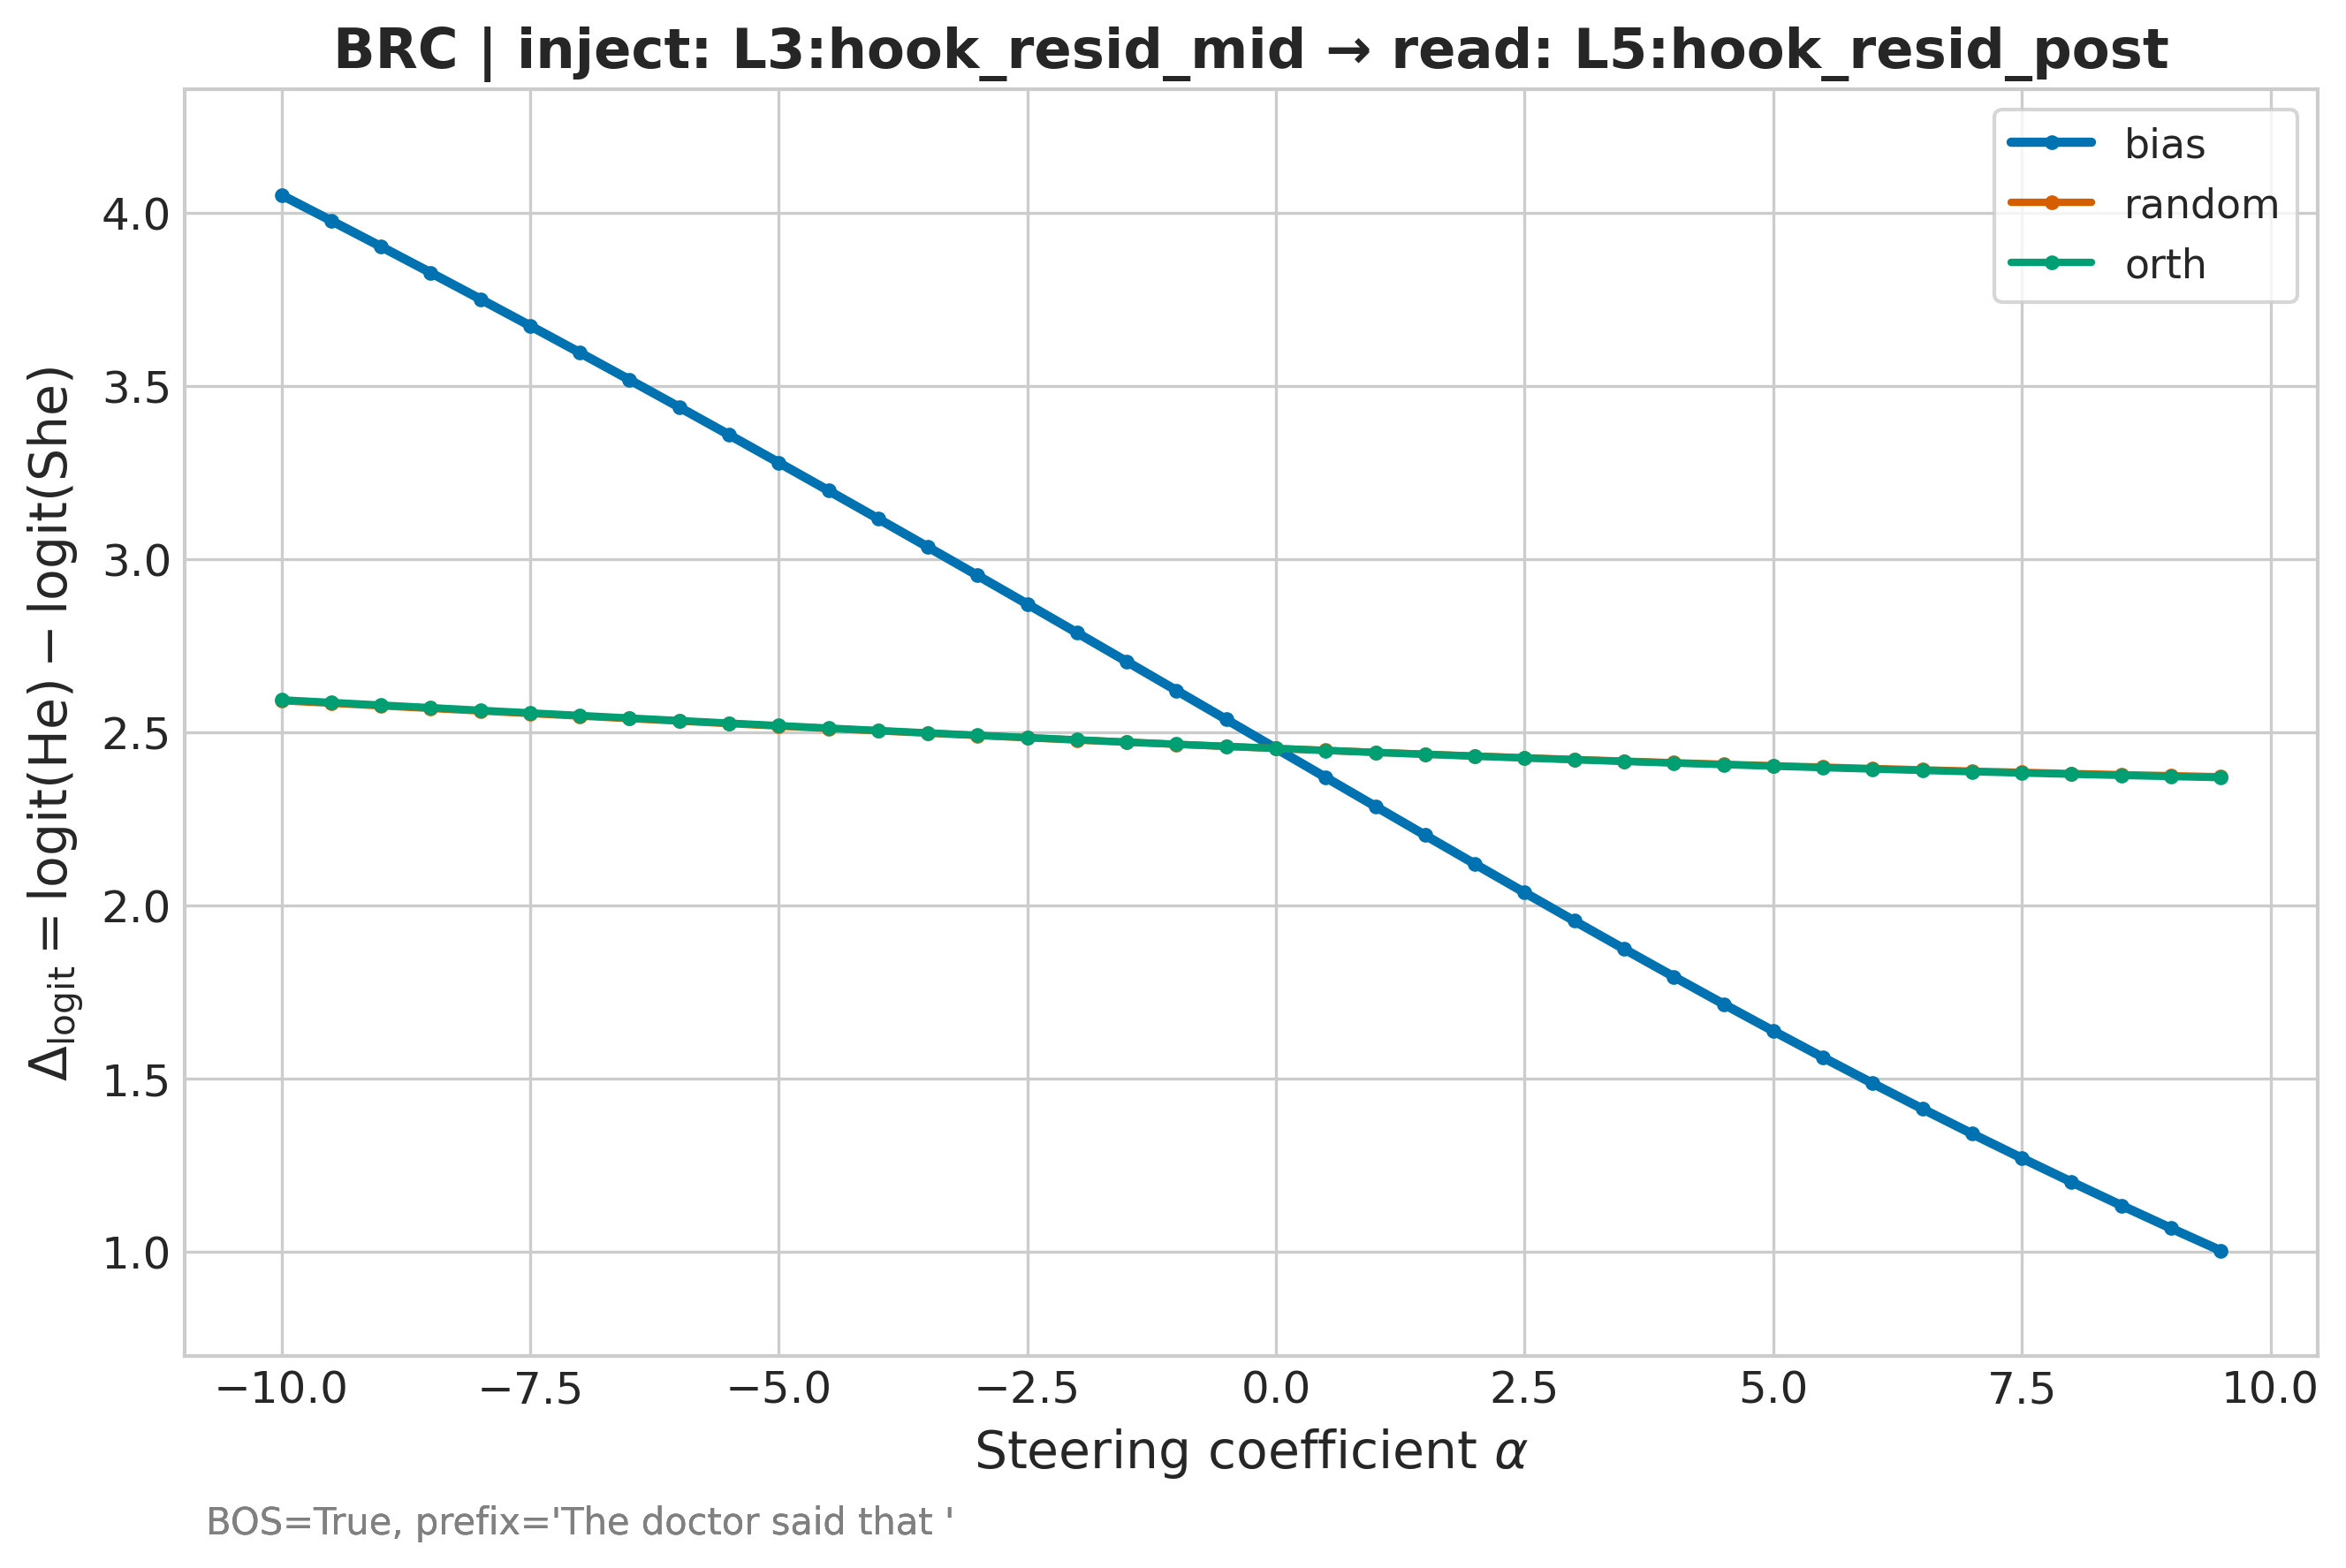 BRC | inject: L3:hook_resid_mid → read: L5:hook_resid_post
bias
random
orth
Δlogit = logit(He) − logit(She)
4.0
3.5
3.0
2.5
2.0
1.5
1.0
−10.0 −7.5 −5.0 −2.5 0.0 2.5 5.0 7.5 10.0
Steering coefficient α
BOS=True, prefix='The doctor said that '